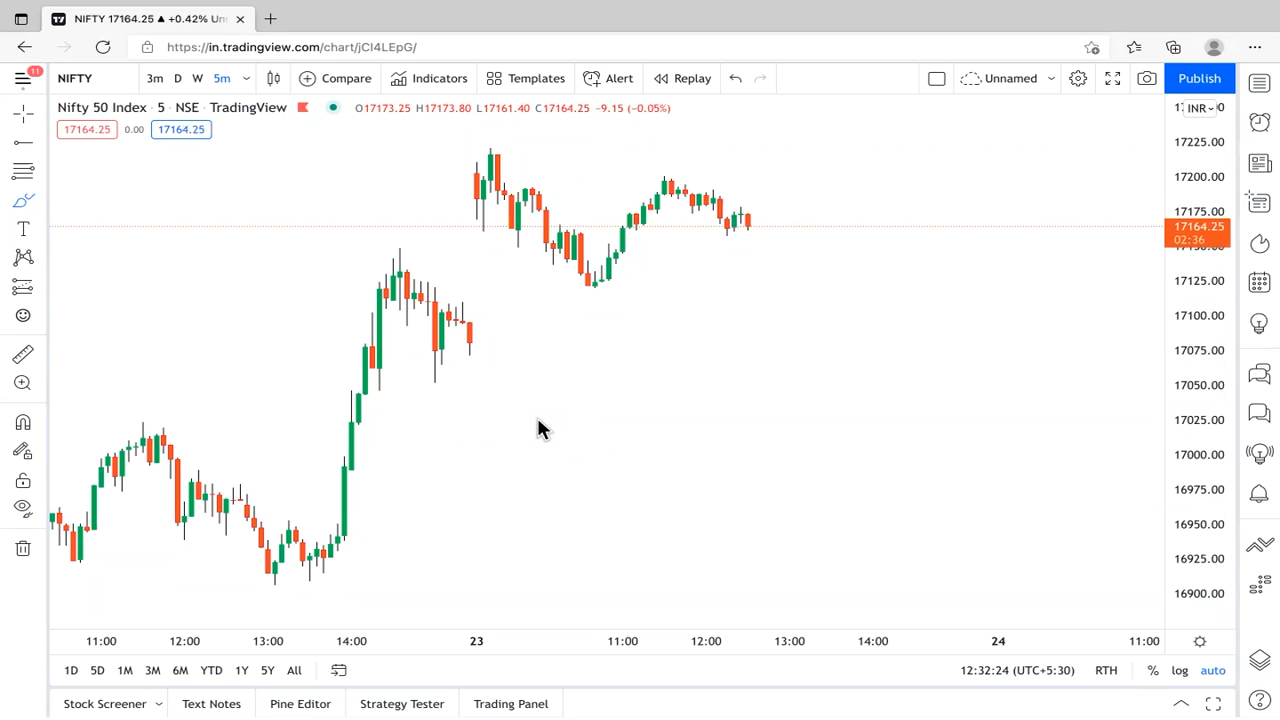 NIFTY 17164.25 ▲ +0.42% Un
https://in.tradingview.com/chart/jCI4LEpG/
11
NIFTY 3m D W 5m Compare Indicators Templates Alert Replay Unnamed Publish
Nifty 50 Index · 5 · NSE · TradingView O17173.25 H17173.80 L17161.40 C17164.25 −9.15 (−0.05%)
INR
17164.25 0.00 17164.25
17225.00
17200.00
17175.00
17164.25
02:36
17125.00
17100.00
17075.00
17050.00
17025.00
17000.00
16975.00
16950.00
16925.00
16900.00
11:00 12:00 13:00 14:00 23 11:00 12:00 13:00 14:00 24 11:00
1D 5D 1M 3M 6M YTD 1Y 5Y All 12:32:24 (UTC+5:30) RTH % log auto
Stock Screener Text Notes Pine Editor Strategy Tester Trading Panel